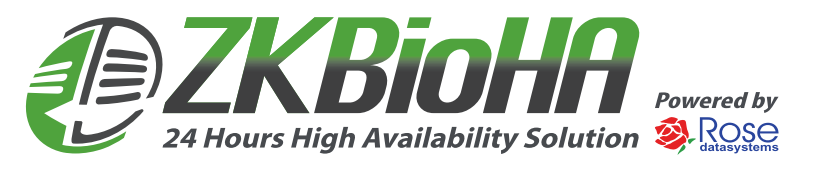 ZKBioHA
24 Hours High Availability Solution
Powered by
Rose
datasystems